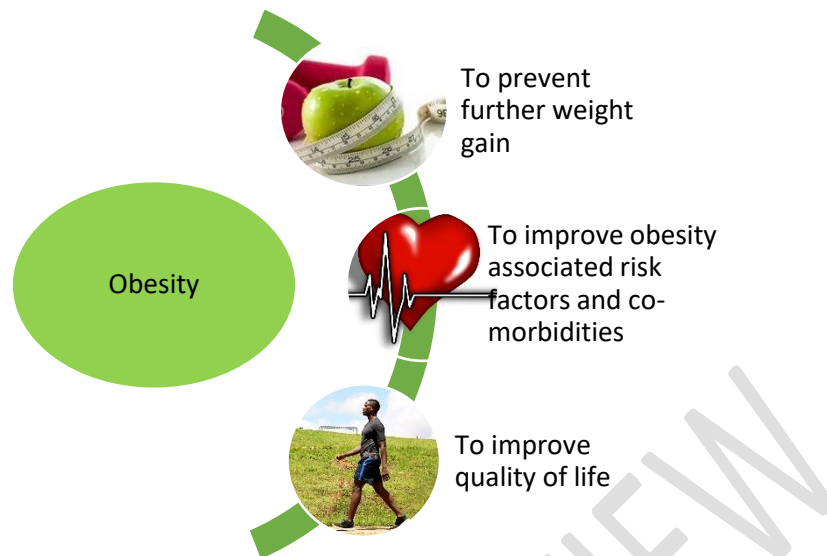 To prevent
further weight
gain
Obesity
To improve obesity
associated risk
factors and co-
morbidities
To improve
quality of life